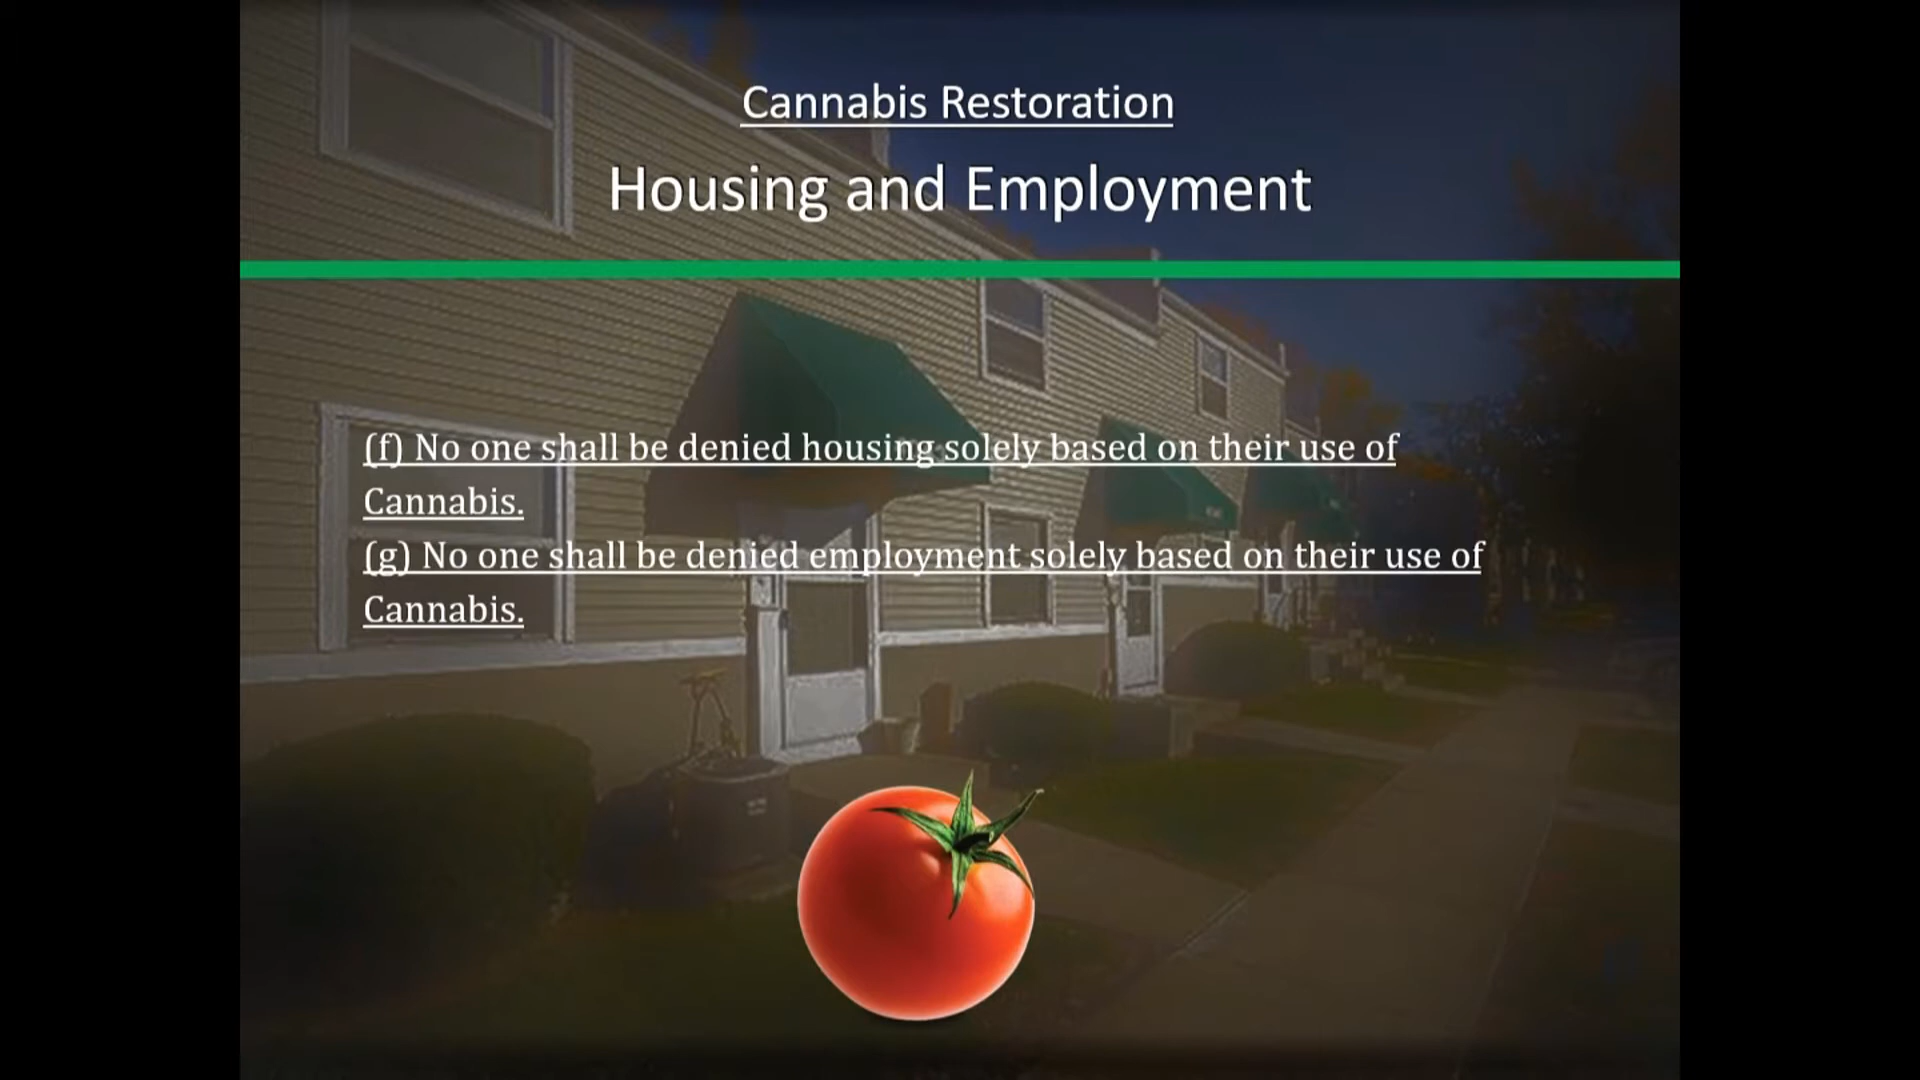 Cannabis Restoration
Housing and Employment
(f) No one shall be denied housing solely based on their use of
Cannabis.
(g) No one shall be denied employment solely based on their use of
Cannabis.